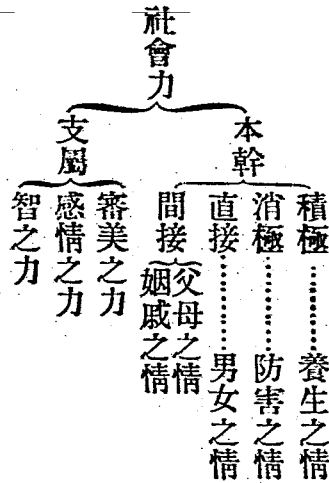 社會力
本幹
支屬
積極………養生之情
消極………防害之情
直接………男女之情
間接
父母之情
姻戚之情
審美之力
感情之力
智之力